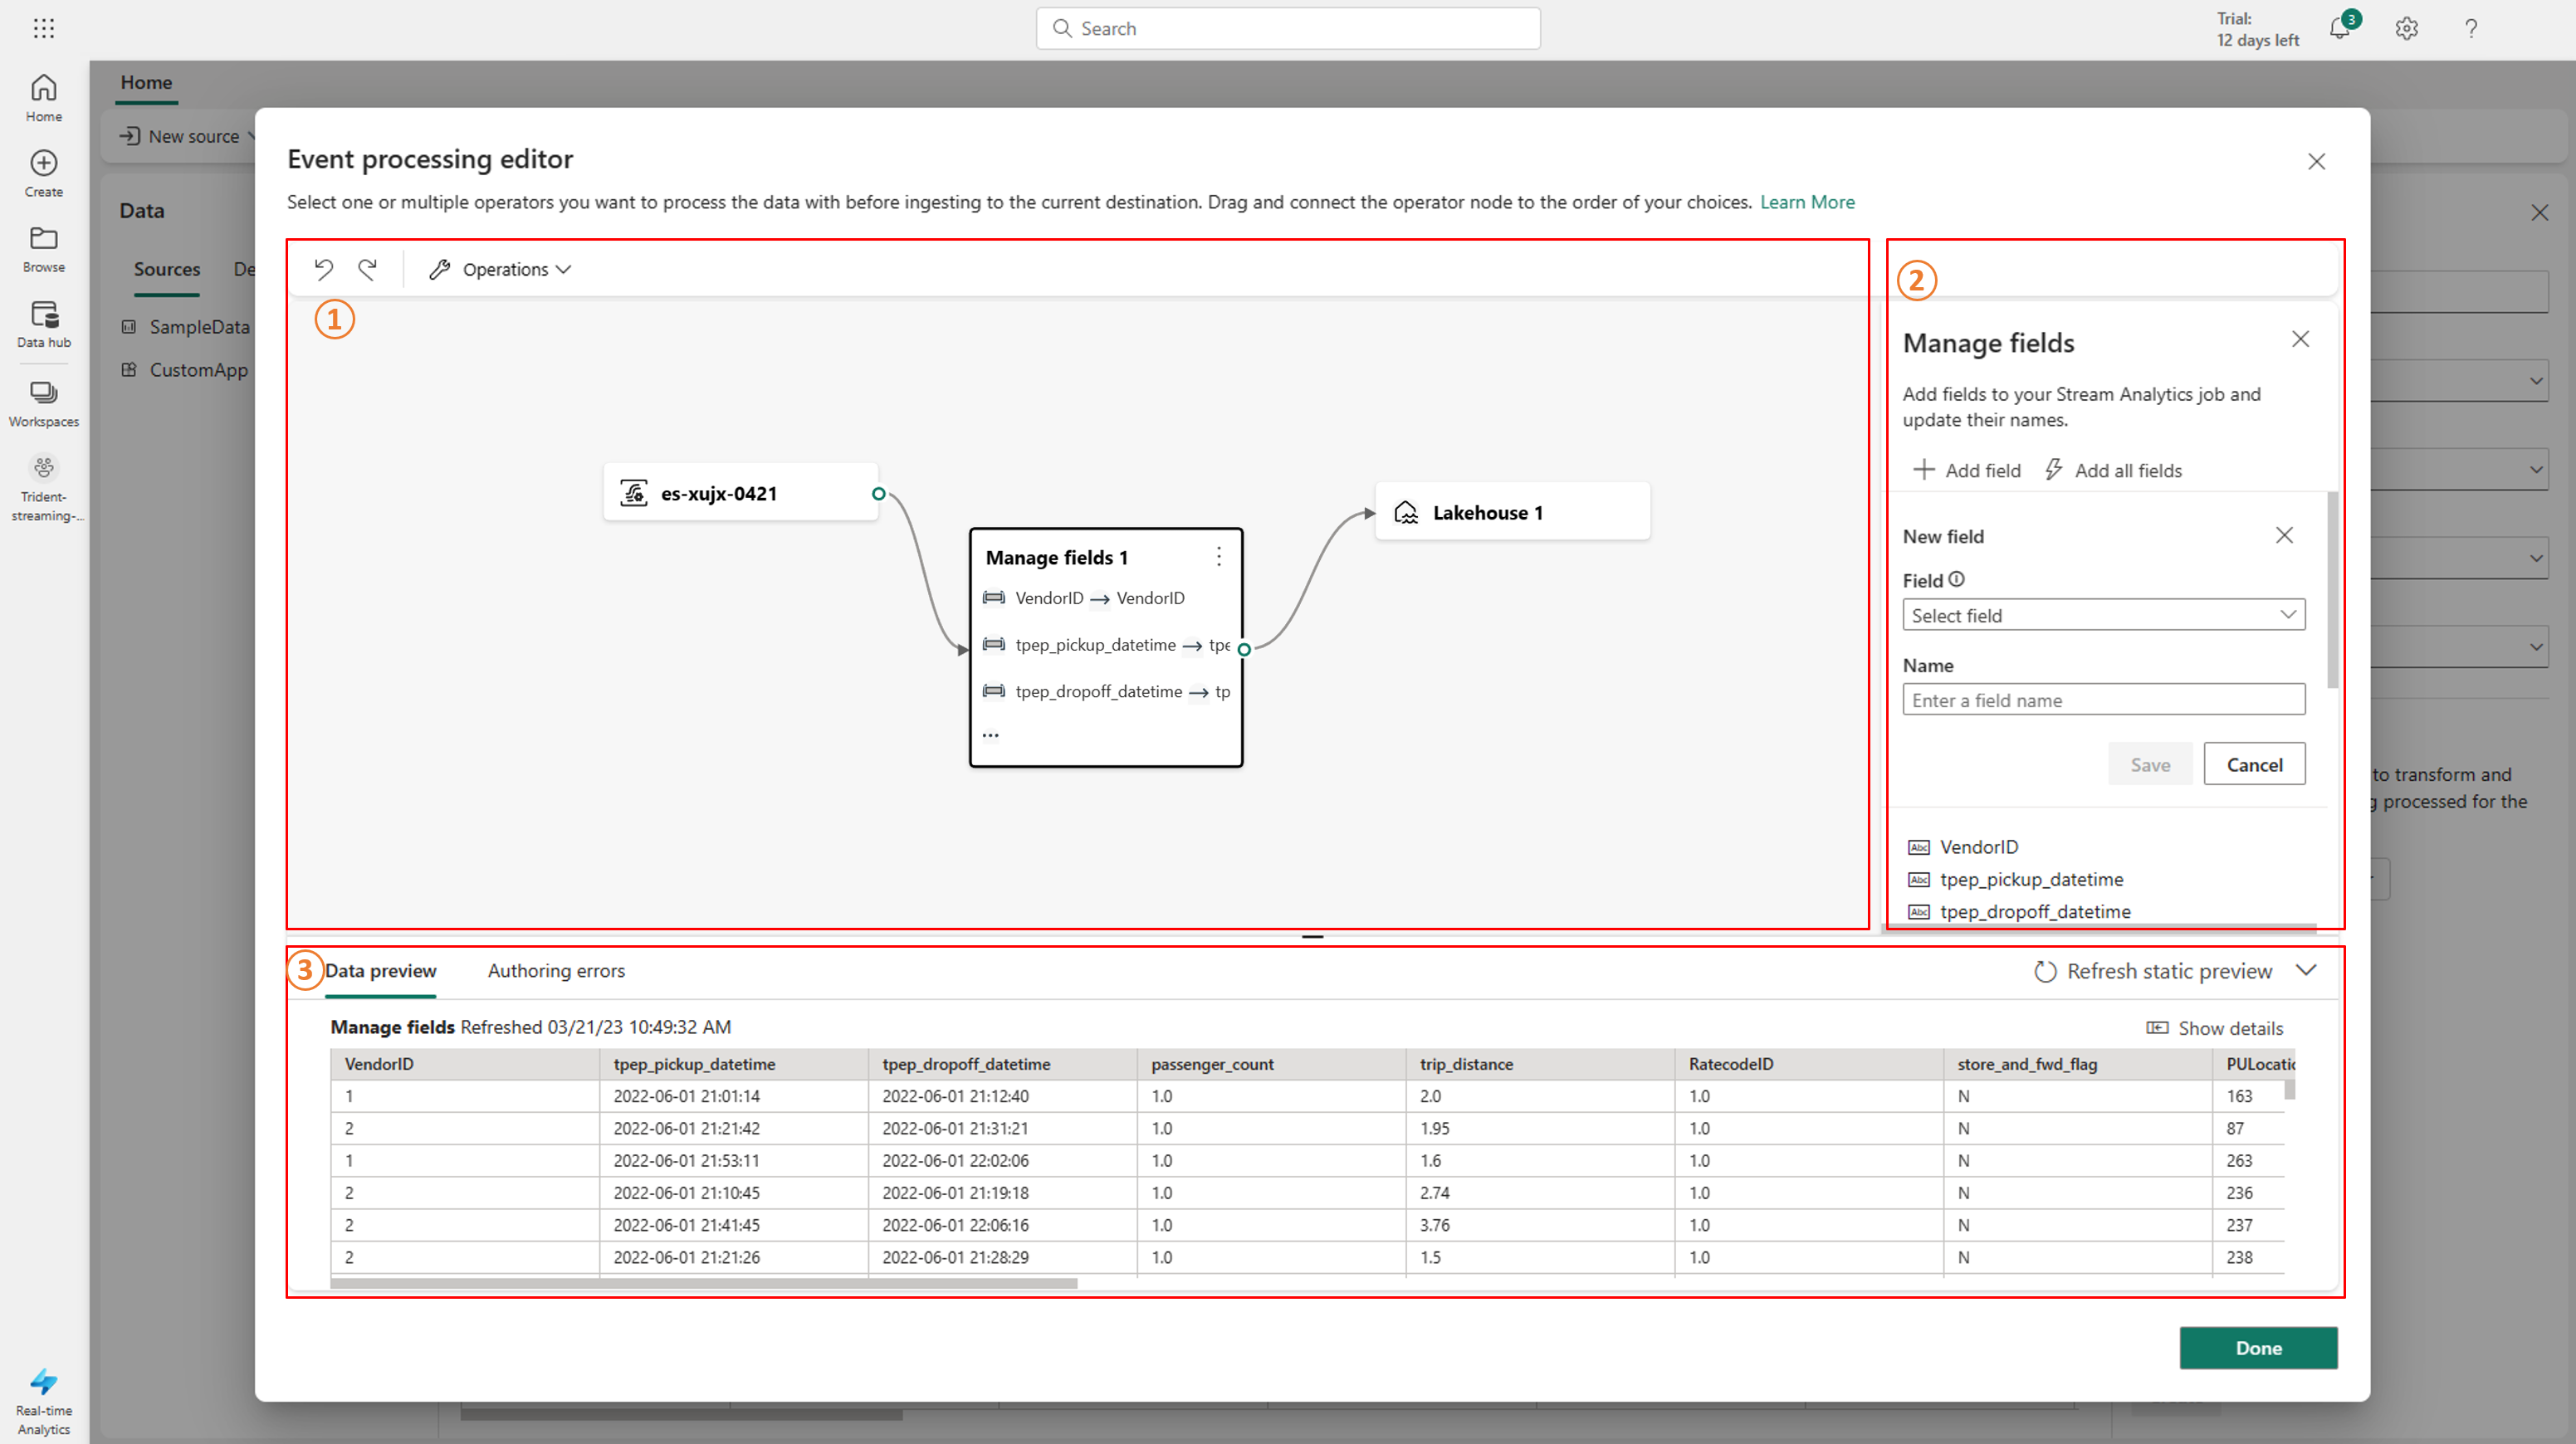 Search
Trial:
12 days left
3
Home
Create
Browse
Data hub
Workspaces
Trident-
streaming-...
Real-time
Analytics
Home
New source
Data
Sources
De
SampleData
CustomApp
Event processing editor
Select one or multiple operators you want to process the data with before ingesting to the current destination. Drag and connect the operator node to the order of your choices. Learn More
Operations
1
es-xujx-0421
Manage fields 1
VendorID → VendorID
tpep_pickup_datetime → tpe
tpep_dropoff_datetime → tp
...
Lakehouse 1
2
Manage fields
Add fields to your Stream Analytics job and
update their names.
Add field
Add all fields
New field
Field
Select field
Name
Enter a field name
Save
Cancel
Abc VendorID
Abc tpep_pickup_datetime
Abc tpep_dropoff_datetime
to transform and
processed for the
3
Data preview
Authoring errors
Refresh static preview
Manage fields Refreshed 03/21/23 10:49:32 AM
Show details
VendorID tpep_pickup_datetime tpep_dropoff_datetime passenger_count trip_distance RatecodeID store_and_fwd_flag PULocatic
1 2022-06-01 21:01:14 2022-06-01 21:12:40 1.0 2.0 1.0 N 163
2 2022-06-01 21:21:42 2022-06-01 21:31:21 1.0 1.95 1.0 N 87
1 2022-06-01 21:53:11 2022-06-01 22:02:06 1.0 1.6 1.0 N 263
2 2022-06-01 21:10:45 2022-06-01 21:19:18 1.0 2.74 1.0 N 236
2 2022-06-01 21:41:45 2022-06-01 22:06:16 1.0 3.76 1.0 N 237
2 2022-06-01 21:21:26 2022-06-01 21:28:29 1.0 1.5 1.0 N 238
Done